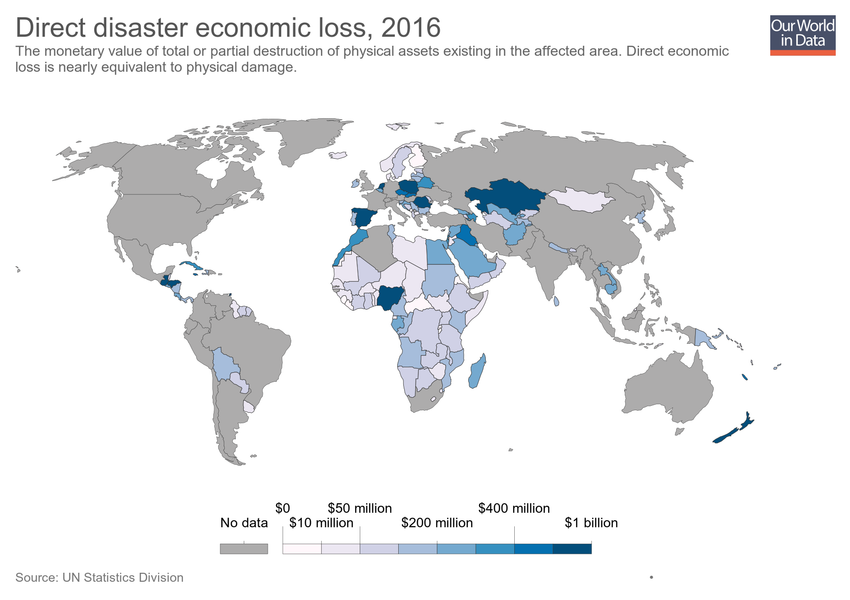 Direct disaster economic loss, 2016
Our World
in Data
The monetary value of total or partial destruction of physical assets existing in the affected area. Direct economic
loss is nearly equivalent to physical damage.
$0 $50 million $400 million
No data $10 million $200 million $1 billion
Source: UN Statistics Division